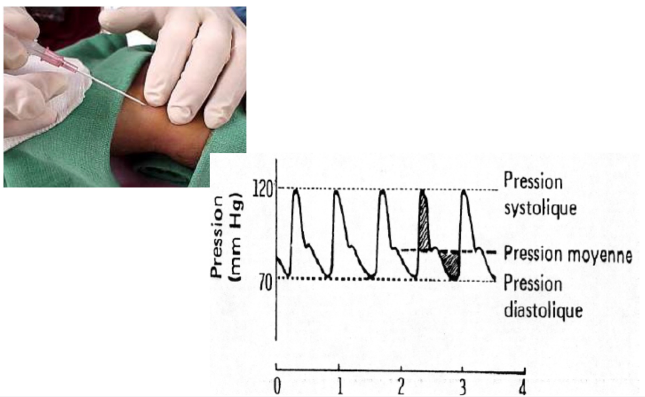 Pression
(mm Hg)
120
70
Pression
systolique
Pression moyenne
Pression
diastolique
0 1 2 3 4